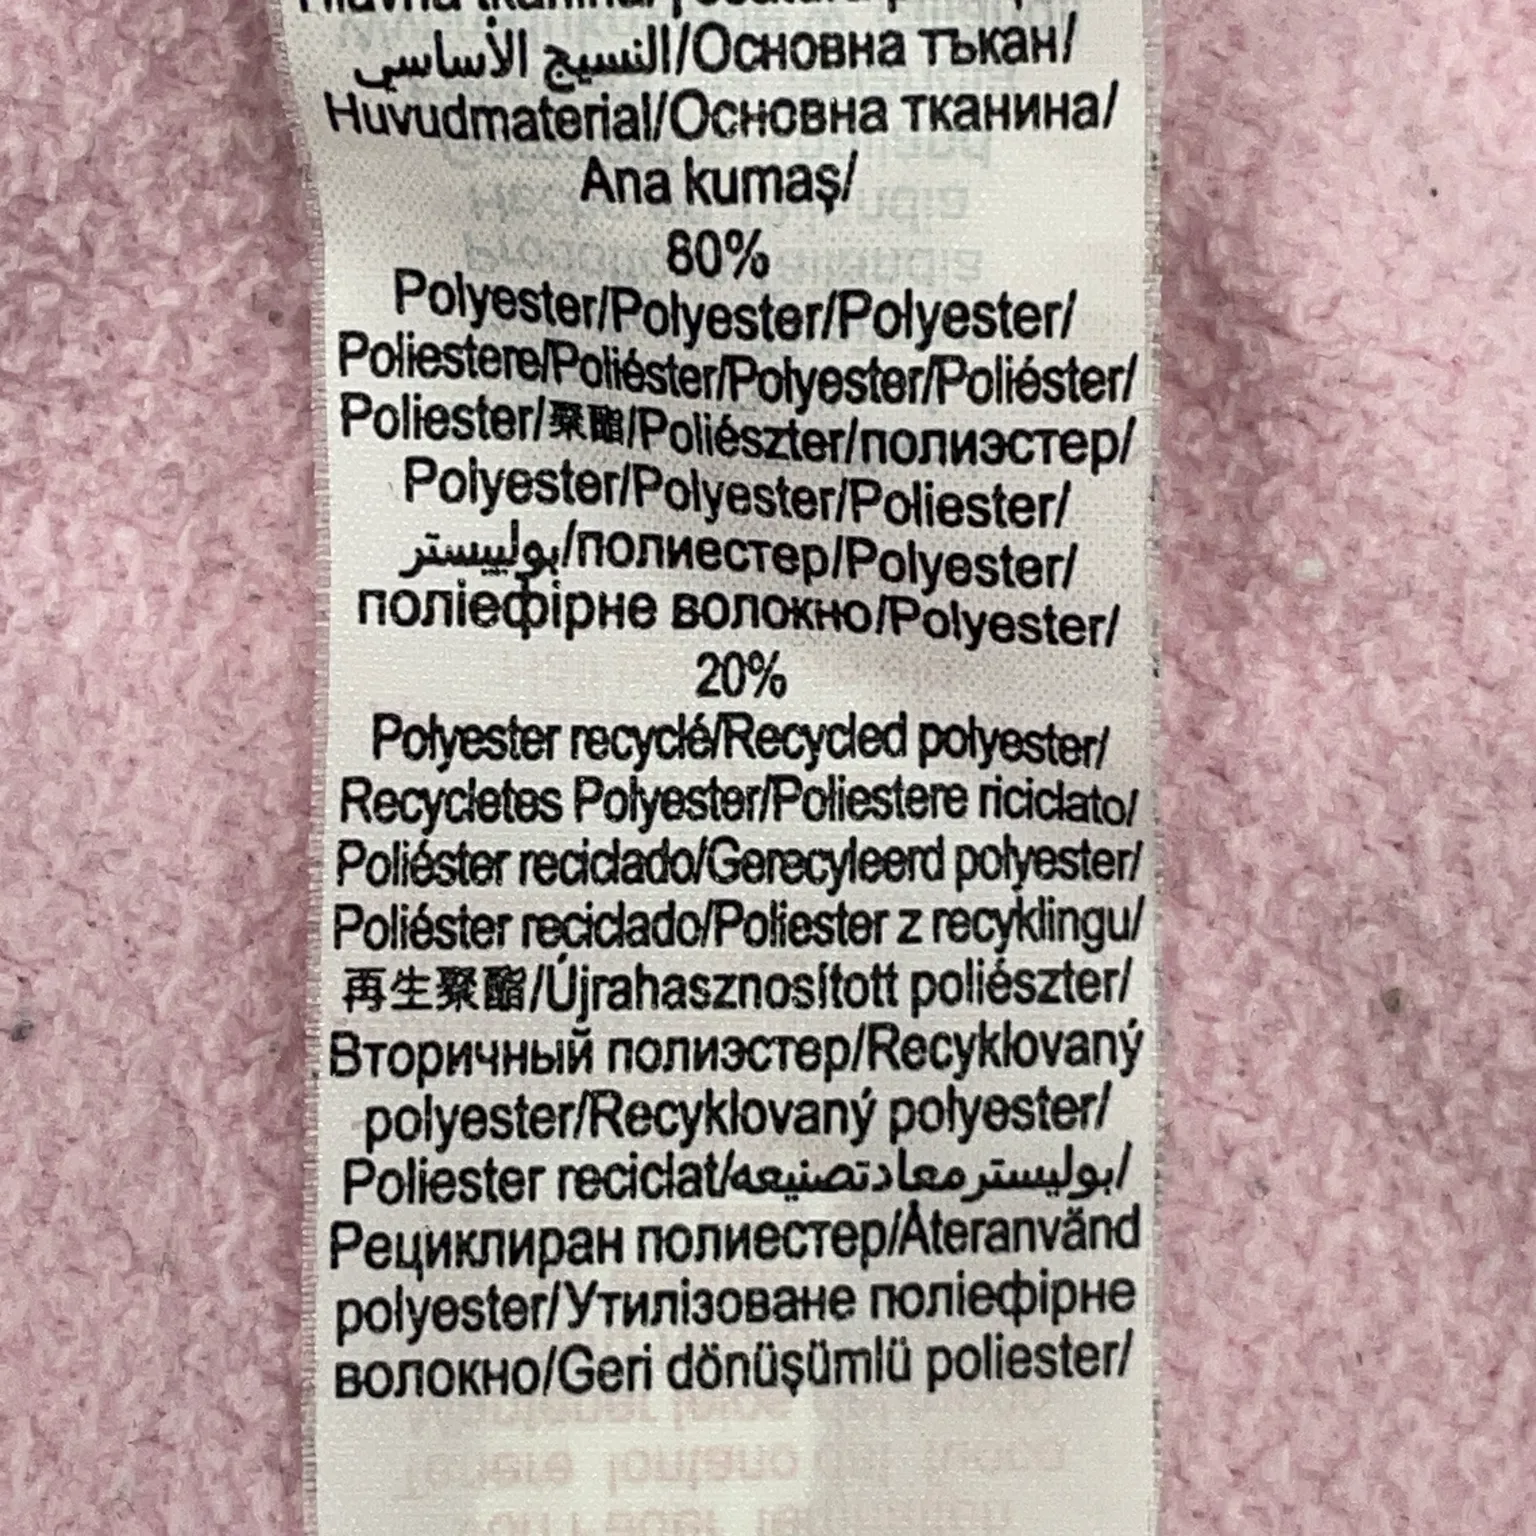 Hlavná tkanina/
النسيج الأساسي/Основна тъкан/
Huvudmaterial/Основна тканина/
Ana kumaş/
80%
Polyester/Polyester/Polyester/
Poliestere/Poliéster/Polyester/Poliéster/
Poliester/聚酯/Poliészter/полиэстер/
Polyester/Polyester/Poliester/
بولييستر/полиестер/Polyester/
поліефірне волокно/Polyester/
20%
Polyester recyclé/Recycled polyester/
Recycletes Polyester/Poliestere riciclato/
Poliéster reciclado/Gerecyleerd polyester/
Poliéster reciclado/Poliester z recyklingu/
再生聚酯/Újrahasznosított poliészter/
Вторичный полиэстер/Recyklovaný
polyester/Recyklovaný polyester/
Poliester reciclat/بوليستر معاد تصنيعه/
Рециклиран полиестер/Återanvänd
polyester/Утилізоване поліефірне
волокно/Geri dönüşümlü poliester/